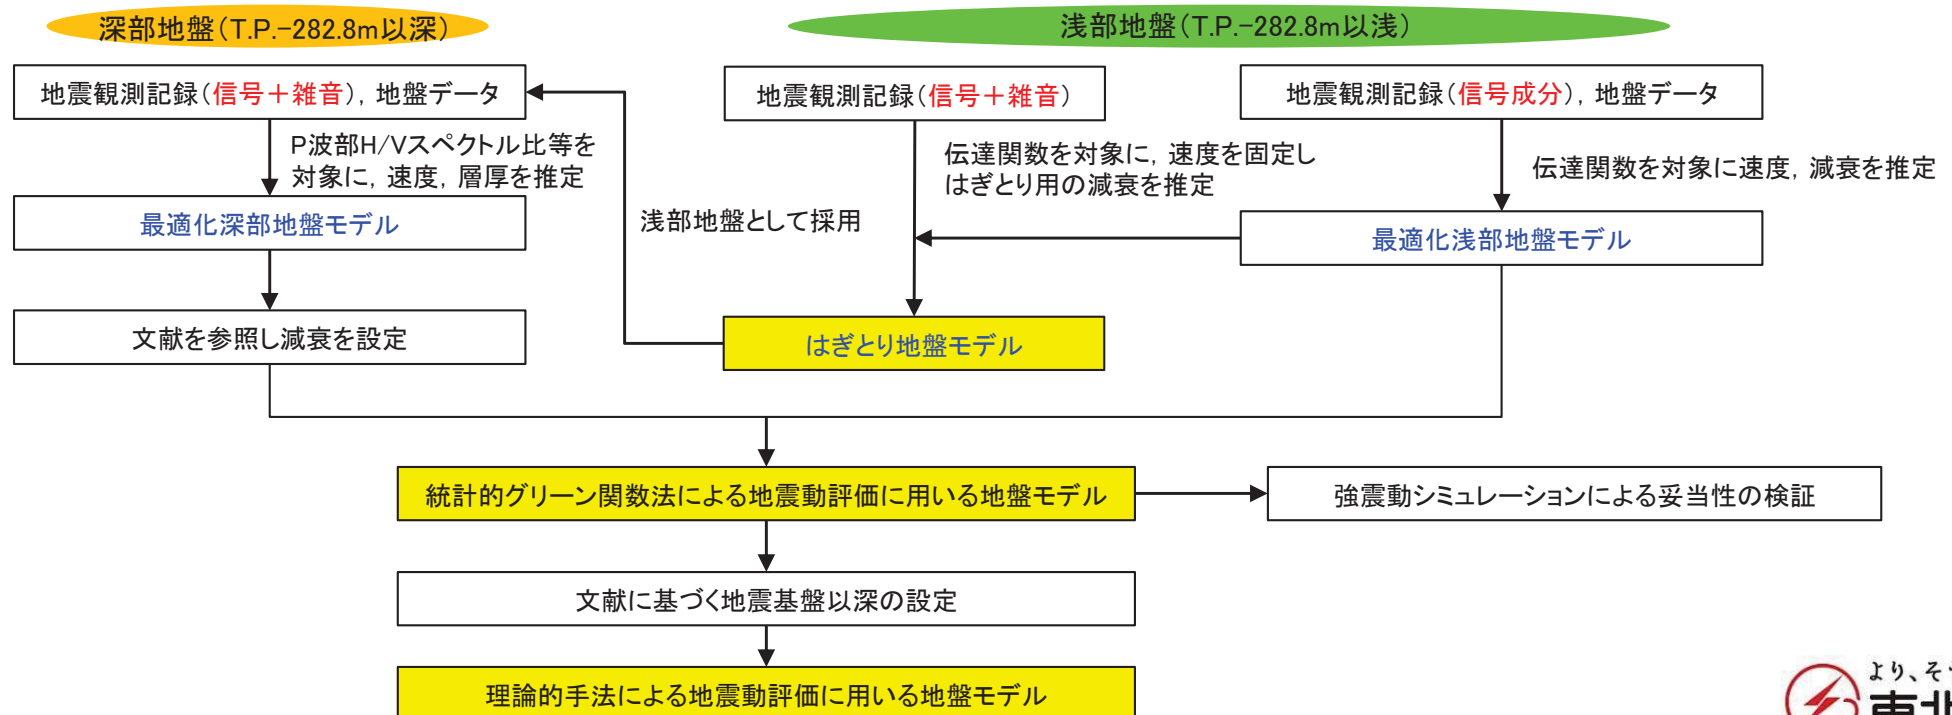 深部地盤(T.P.-282.8m以深)
浅部地盤(T.P.-282.8m以浅)
地震観測記録(信号＋雑音), 地盤データ
地震観測記録(信号＋雑音)
地震観測記録(信号成分), 地盤データ
P波部H/Vスペクトル比等を
対象に, 速度, 層厚を推定
伝達関数を対象に, 速度を固定し
はぎとり用の減衰を推定
伝達関数を対象に速度, 減衰を推定
浅部地盤として採用
最適化深部地盤モデル
最適化浅部地盤モデル
文献を参照し減衰を設定
はぎとり地盤モデル
統計的グリーン関数法による地震動評価に用いる地盤モデル
強震動シミュレーションによる妥当性の検証
文献に基づく地震基盤以深の設定
理論的手法による地震動評価に用いる地盤モデル
より、そ
東北